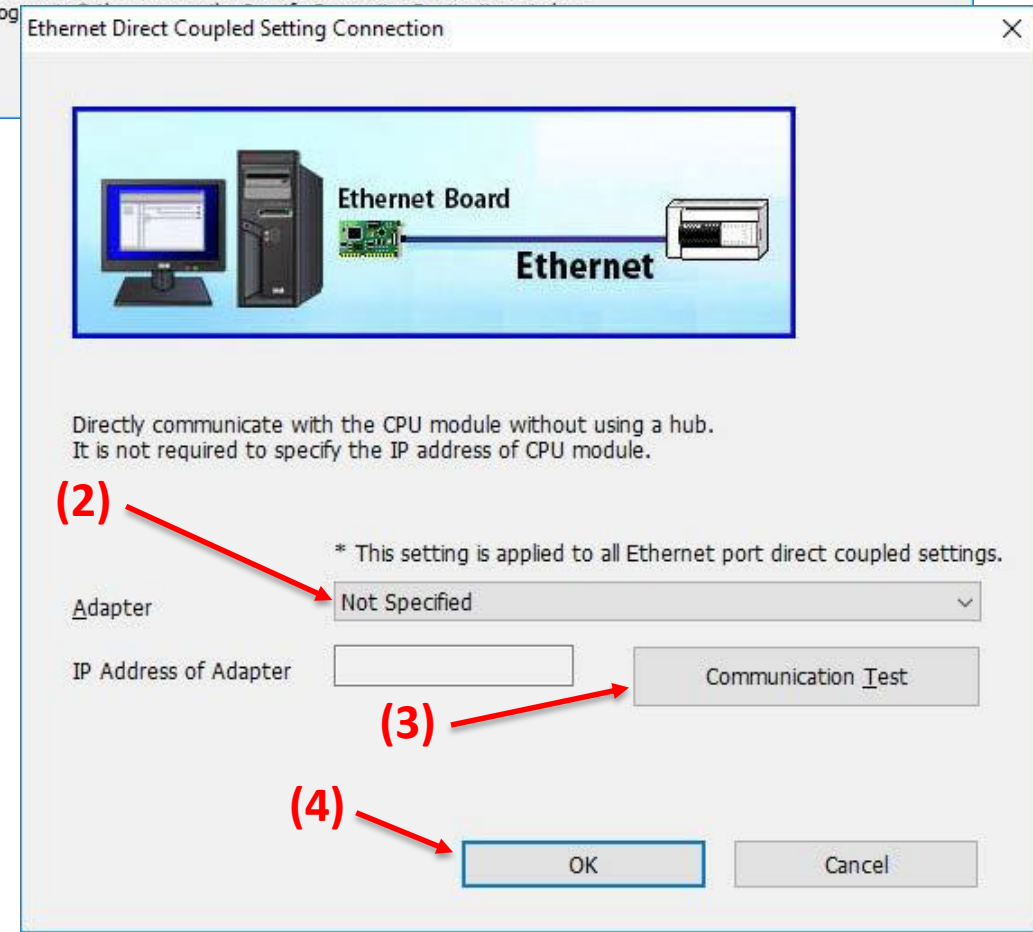 og
Ethernet Direct Coupled Setting Connection
Ethernet Board
Ethernet
Directly communicate with the CPU module without using a hub.
It is not required to specify the IP address of CPU module.
(2)
* This setting is applied to all Ethernet port direct coupled settings.
Adapter
Not Specified
IP Address of Adapter
Communication Test
(3)
(4)
OK
Cancel